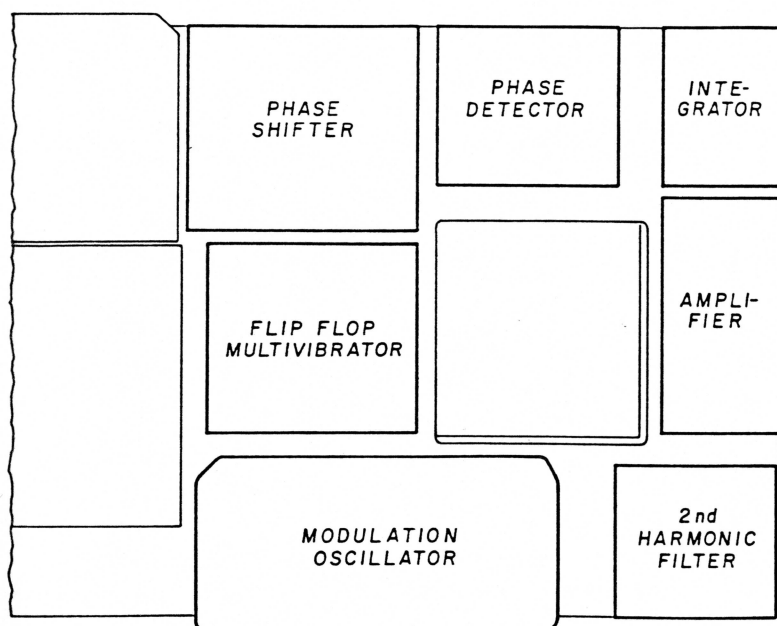 PHASE
SHIFTER
PHASE
DETECTOR
INTE-
GRATOR
FLIP FLOP
MULTIVIBRATOR
AMPLI-
FIER
MODULATION
OSCILLATOR
2nd
HARMONIC
FILTER